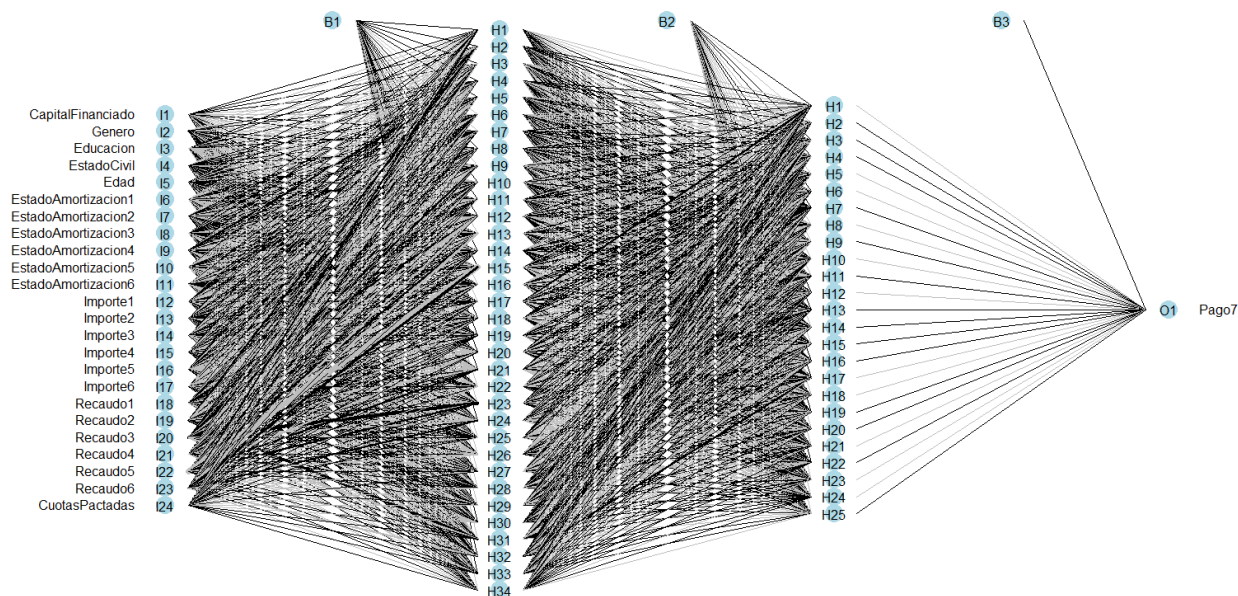 B1 B2 B3
CapitalFinanciado I1
Genero I2
Educacion I3
EstadoCivil I4
Edad I5
EstadoAmortizacion1 I6
EstadoAmortizacion2 I7
EstadoAmortizacion3 I8
EstadoAmortizacion4 I9
EstadoAmortizacion5 I10
EstadoAmortizacion6 I11
Importe1 I12
Importe2 I13
Importe3 I14
Importe4 I15
Importe5 I16
Importe6 I17
Recaudo1 I18
Recaudo2 I19
Recaudo3 I20
Recaudo4 I21
Recaudo5 I22
Recaudo6 I23
CuotasPactadas I24
H1
H2
H3
H4
H5
H6
H7
H8
H9
H10
H11
H12
H13
H14
H15
H16
H17
H18
H19
H20
H21
H22
H23
H24
H25
H26
H27
H28
H29
H30
H31
H32
H33
H34
H1
H2
H3
H4
H5
H6
H7
H8
H9
H10
H11
H12
H13
H14
H15
H16
H17
H18
H19
H20
H21
H22
H23
H24
H25
O1 Pago7